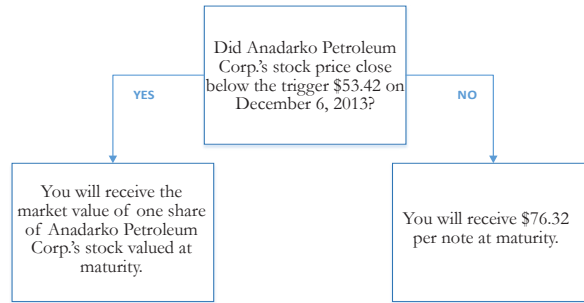 Did Anadarko Petroleum
Corp.'s stock price close
below the trigger $53.42 on
December 6, 2013?
YES
NO
You will receive the
market value of one share
of Anadarko Petroleum
Corp.'s stock valued at
maturity.
You will receive $76.32
per note at maturity.